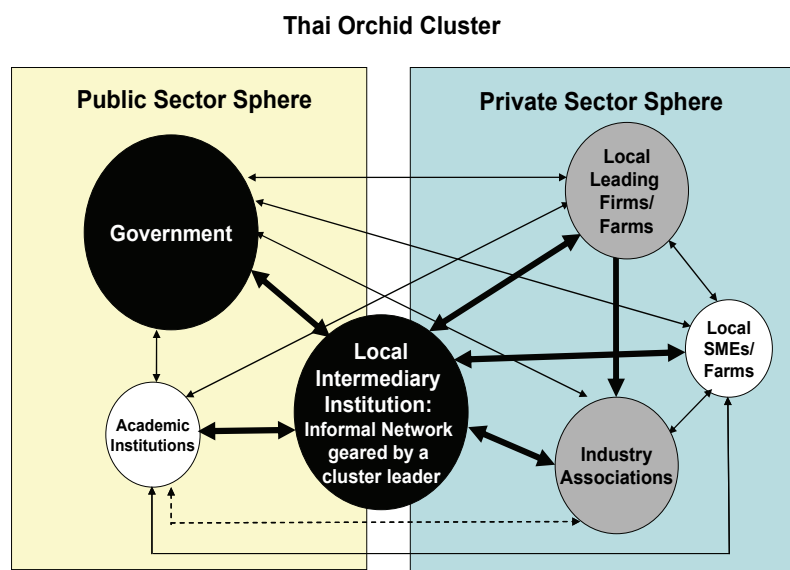 Thai Orchid Cluster
Public Sector Sphere
Private Sector Sphere
Local
Leading
Firms/
Farms
Government
Local
SMEs/
Farms
Local
Intermediary
Institution:
Informal Network
geared by a
cluster leader
Academic
Institutions
Industry
Associations